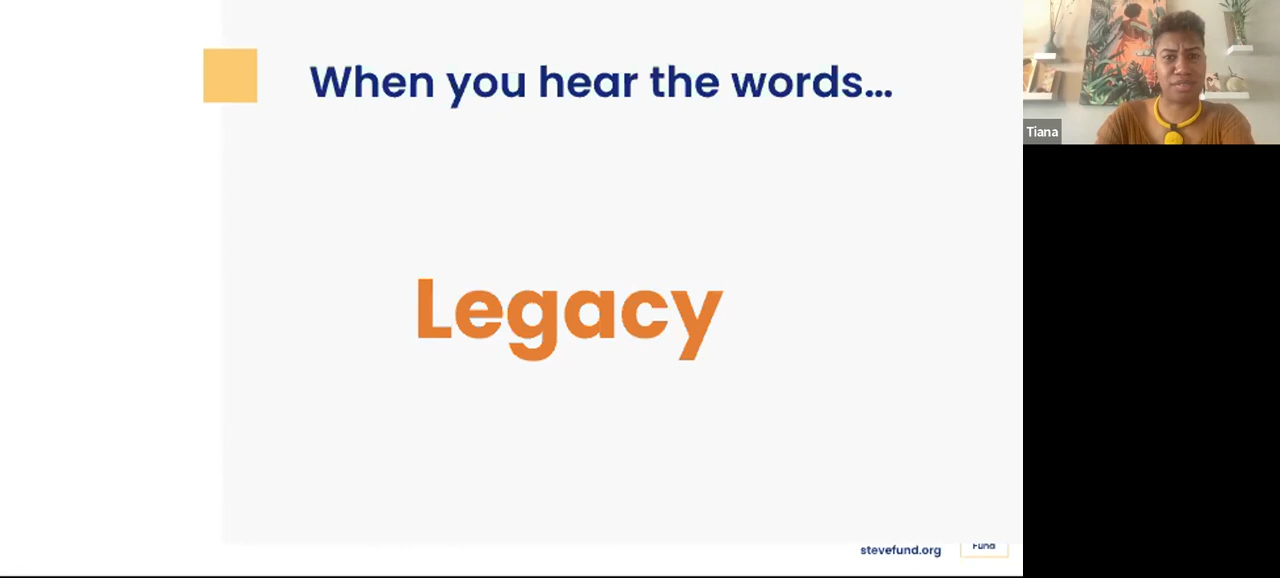 When you hear the words...
Legacy
Tiana
stevefund.org
Fund